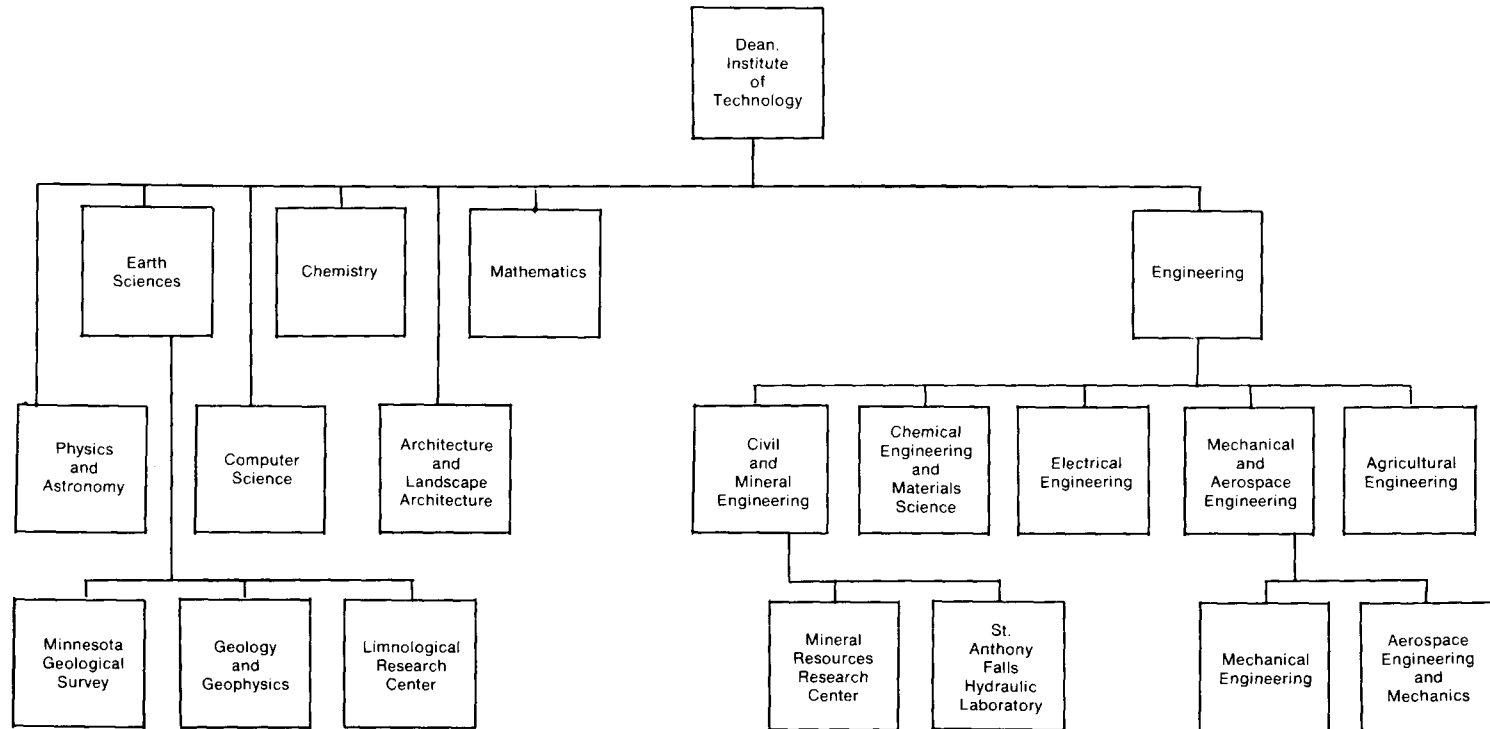 Dean.
Institute
of
Technology
Earth
Sciences
Chemistry
Mathematics
Engineering
Physics
and
Astronomy
Computer
Science
Architecture
and
Landscape
Architecture
Civil
and
Mineral
Engineering
Chemical
Engineering
and
Materials
Science
Electrical
Engineering
Mechanical
and
Aerospace
Engineering
Agricultural
Engineering
Minnesota
Geological
Survey
Geology
and
Geophysics
Limnological
Research
Center
Mineral
Resources
Research
Center
St.
Anthony
Falls
Hydraulic
Laboratory
Mechanical
Engineering
Aerospace
Engineering
and
Mechanics